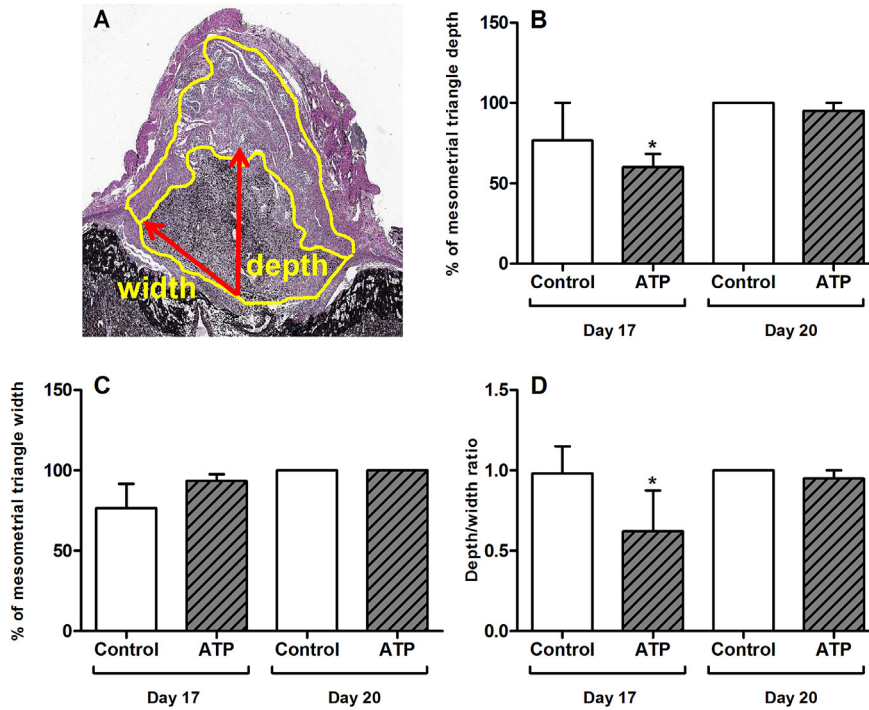 A
width
depth
B
% of mesometrial triangle depth
150
100
50
0
*
Control ATP Control ATP
Day 17 Day 20
C
% of mesometrial triangle width
150
100
50
0
Control ATP Control ATP
Day 17 Day 20
D
Depth/width ratio
1.5
1.0
0.5
0.0
*
Control ATP Control ATP
Day 17 Day 20